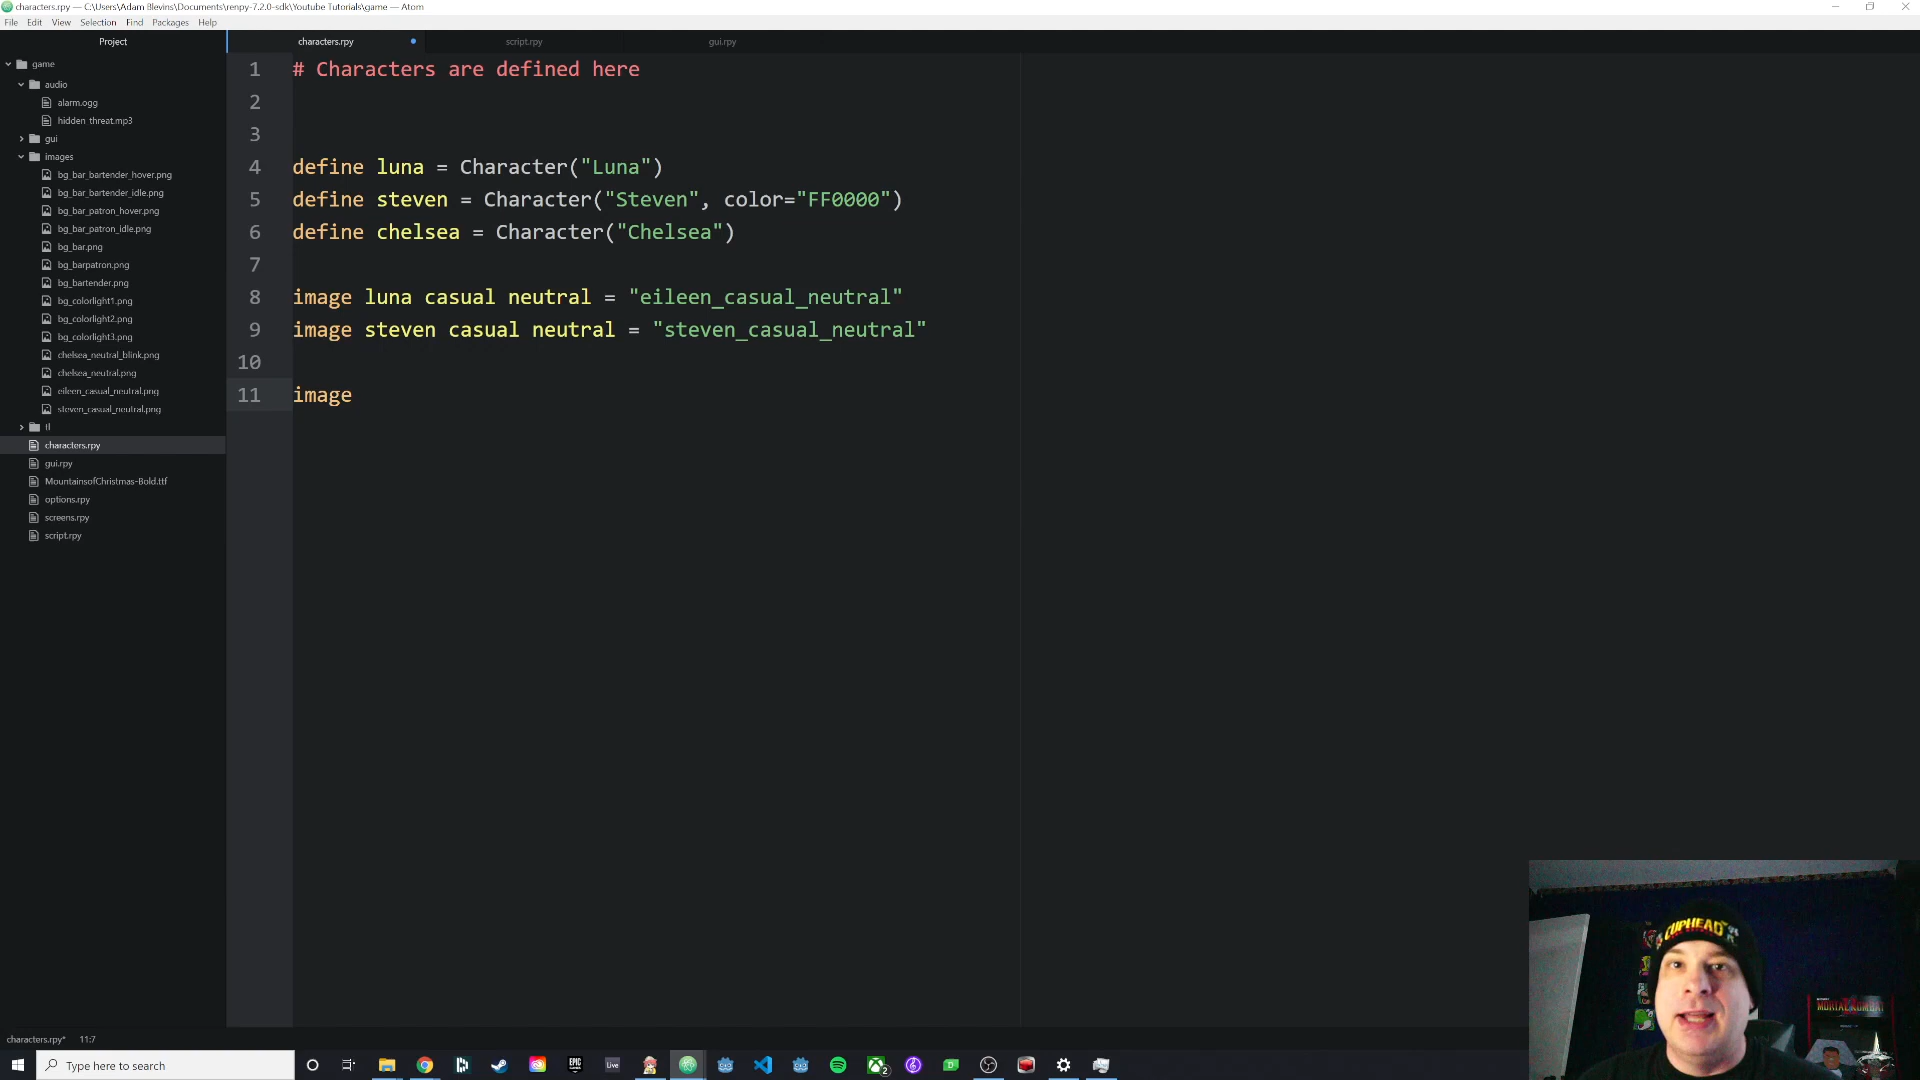 characters.rpy — C:\Users\Adam Blevins\Documents\renpy-7.2.0-sdk\Youtube Tutorials\game — Atom
File Edit View Selection Find Packages Help
Project
characters.rpy
script.rpy
gui.rpy
game
audio
alarm.ogg
hidden threat.mp3
gui
images
bg_bar_bartender_hover.png
bg_bar_bartender_idle.png
bg_bar_patron_hover.png
bg_bar_patron_idle.png
bg_bar.png
bg_barpatron.png
bg_bartender.png
bg_colorlight1.png
bg_colorlight2.png
bg_colorlight3.png
chelsea_neutral_blink.png
chelsea_neutral.png
eileen_casual_neutral.png
steven_casual_neutral.png
tl
characters.rpy
gui.rpy
MountainsofChristmas-Bold.ttf
options.rpy
screens.rpy
script.rpy
1 # Characters are defined here
2
3
4 define luna = Character("Luna")
5 define steven = Character("Steven", color="FF0000")
6 define chelsea = Character("Chelsea")
7
8 image luna casual neutral = "eileen_casual_neutral"
9 image steven casual neutral = "steven_casual_neutral"
10
11 image
CUPHEAD
MORTAL KOMBAT
characters.rpy* 11:7
Type here to search
EPIC
Live
2